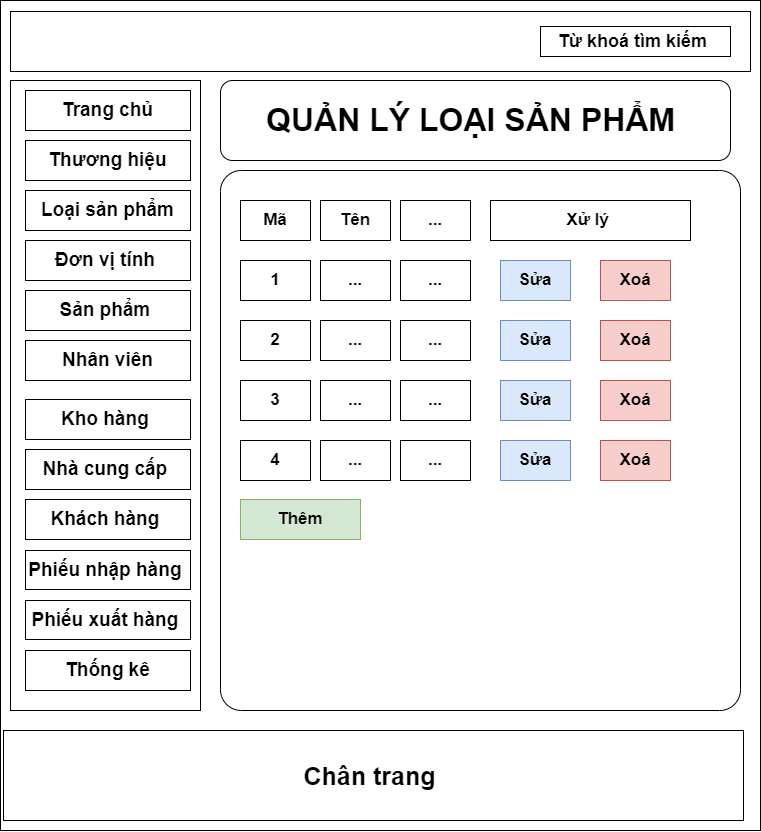 Từ khoá tìm kiếm
Trang chủ
Thương hiệu
Loại sản phẩm
Đơn vị tính
Sản phẩm
Nhân viên
Kho hàng
Nhà cung cấp
Khách hàng
Phiếu nhập hàng
Phiếu xuất hàng
Thống kê
QUẢN LÝ LOẠI SẢN PHẨM
Mã Tên ... Xử lý
1 ... ... Sửa Xoá
2 ... ... Sửa Xoá
3 ... ... Sửa Xoá
4 ... ... Sửa Xoá
Thêm
Chân trang